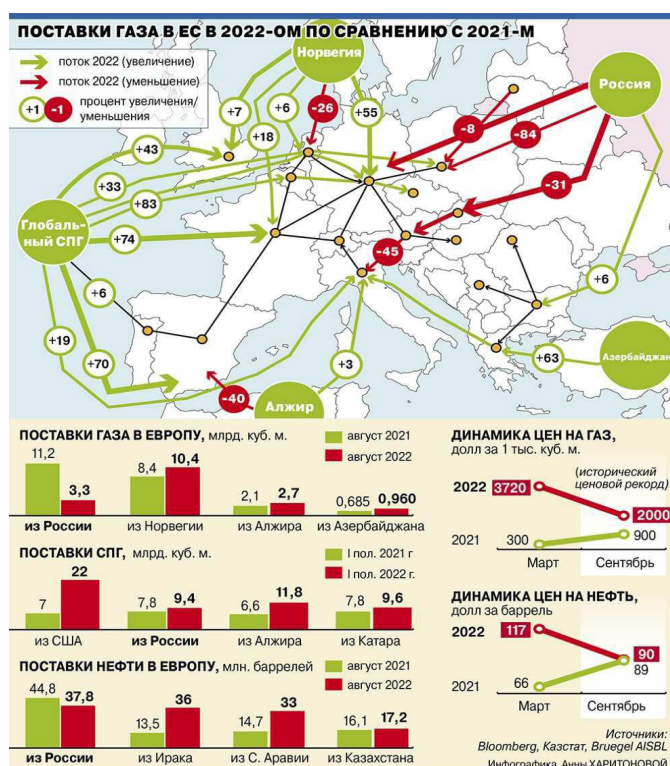 ПОСТАВКИ ГАЗА В ЕС В 2022-ОМ ПО СРАВНЕНИЮ С 2021-М
поток 2022 (увеличение)
поток 2022 (уменьшение)
+1 -1 процент увеличения/
уменьшения
Норвегия
Россия
+7
+6
-26
+55
+18
-8
-84
+43
+33
+83
-31
Глобаль-
ный СПГ
+74
-45
+6
+6
+19
+70
+3
+63
Азербайджан
-40
Алжир
ПОСТАВКИ ГАЗА В ЕВРОПУ, млрд. куб. м.
август 2021
август 2022
11,2
3,3
из России
8,4
10,4
из Норвегии
2,1
2,7
из Алжира
0,685
0,960
из Азербайджана
ПОСТАВКИ СПГ, млрд. куб. м.
I пол. 2021 г
I пол. 2022 г.
7
22
из США
7,8
9,4
из России
6,6
11,8
из Алжира
7,8
9,6
из Катара
ПОСТАВКИ НЕФТИ В ЕВРОПУ, млн. баррелей
август 2021
август 2022
44,8
37,8
из России
13,5
36
из Ирака
14,7
33
из С. Аравии
16,1
17,2
из Казахстана
ДИНАМИКА ЦЕН НА ГАЗ,
долл за 1 тыс. куб. м.
(исторический
ценовой рекорд)
2022
3720
2000
2021
300
900
Март
Сентябрь
ДИНАМИКА ЦЕН НА НЕФТЬ,
долл за баррель
2022
117
90
89
2021
66
Март
Сентябрь
Источники:
Bloomberg, Казстат, Bruegel AISBL
Инфографика Анны ХАРИТОНОВОЙ